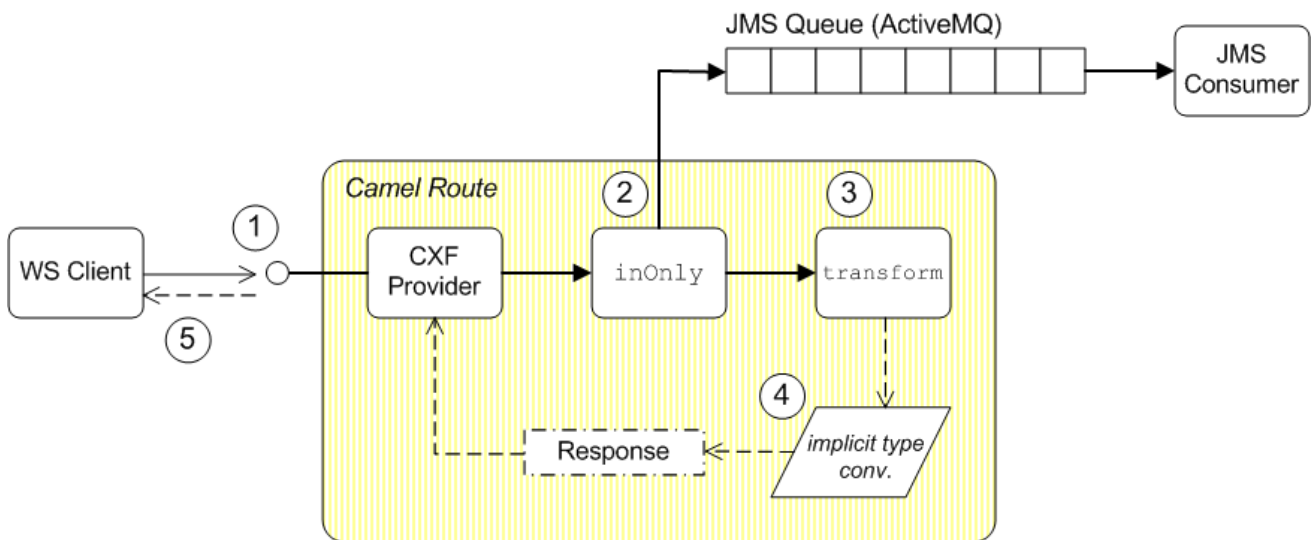 JMS Queue (ActiveMQ)
JMS
Consumer
Camel Route
2
3
1
WS Client
CXF
Provider
inOnly
transform
5
4
Response
implicit type
conv.